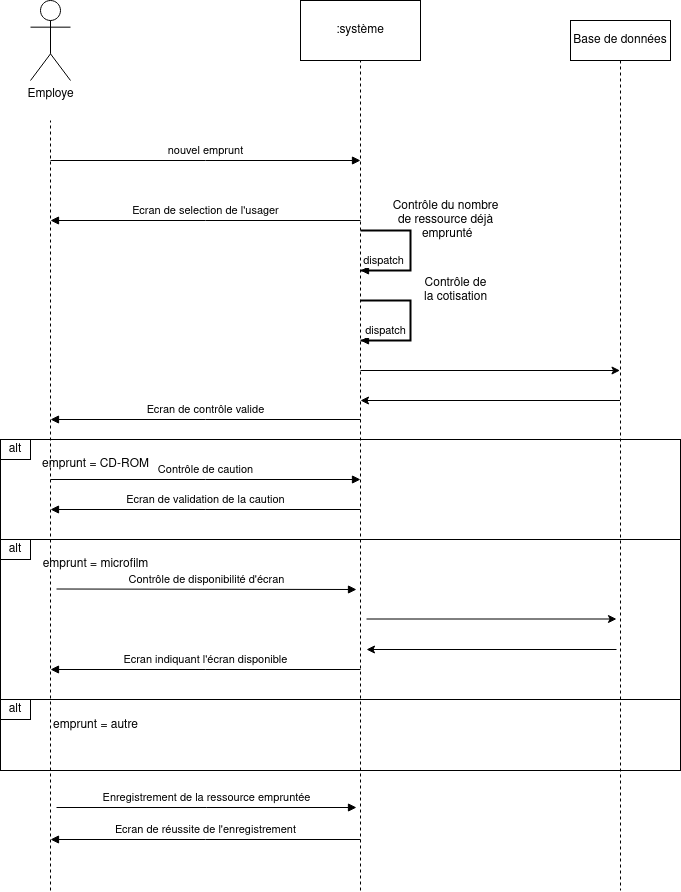 :système
Base de données
Employe
nouvel emprunt
Ecran de selection de l'usager
Contrôle du nombre
de ressource déjà
emprunté
dispatch
Contrôle de
la cotisation
dispatch
Ecran de contrôle valide
alt
emprunt = CD-ROM
Contrôle de caution
Ecran de validation de la caution
alt
emprunt = microfilm
Contrôle de disponibilité d'écran
Ecran indiquant l'écran disponible
alt
emprunt = autre
Enregistrement de la ressource empruntée
Ecran de réussite de l'enregistrement